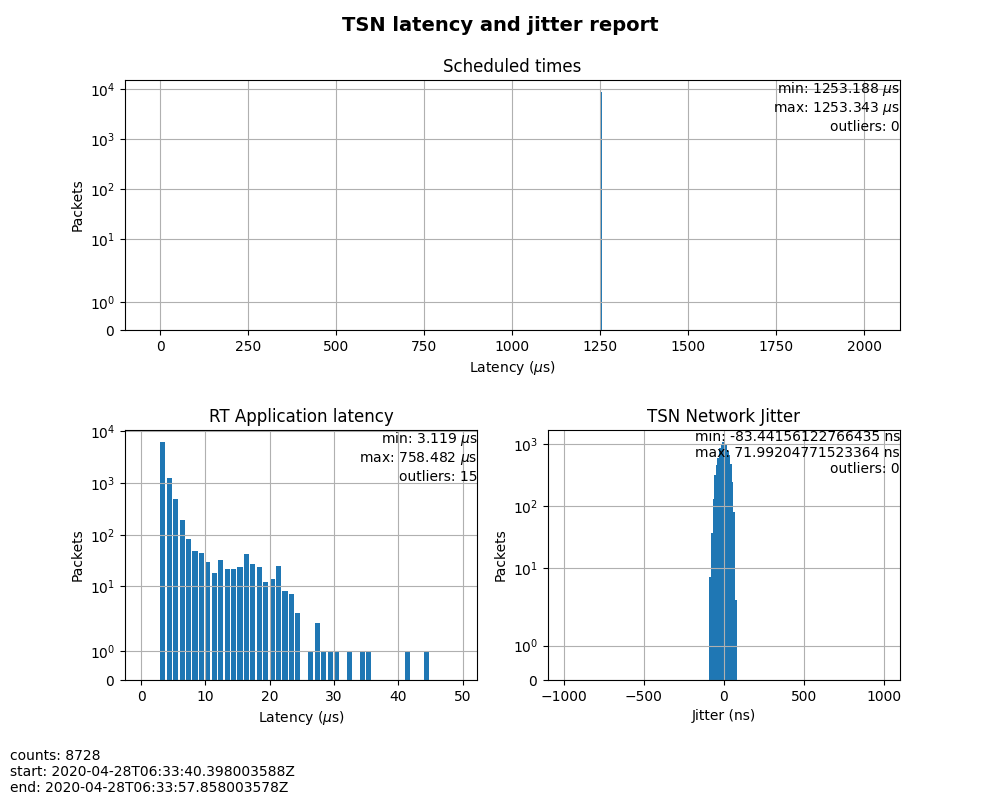 TSN latency and jitter report
Scheduled times
min: 1253.188 µs
max: 1253.343 µs
outliers: 0
Packets
10⁴
10³
10²
10¹
10⁰
0
0 250 500 750 1000 1250 1500 1750 2000
Latency (µs)
RT Application latency
min: 3.119 µs
max: 758.482 µs
outliers: 15
Packets
10⁴
10³
10²
10¹
10⁰
0
0 10 20 30 40 50
Latency (µs)
TSN Network Jitter
min: -83.44156122766435 ns
max: 71.99204771523364 ns
outliers: 0
Packets
10³
10²
10¹
10⁰
0
−1000 −500 0 500 1000
Jitter (ns)
counts: 8728
start: 2020-04-28T06:33:40.398003588Z
end: 2020-04-28T06:33:57.858003578Z